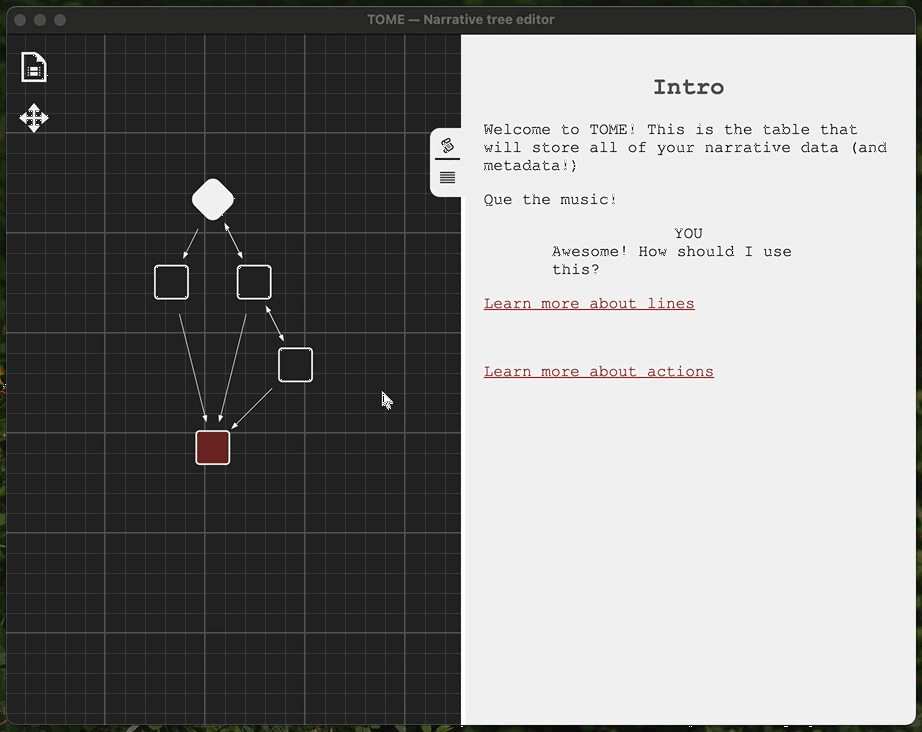 TOME — Narrative tree editor
Intro
Welcome to TOME! This is the table that
will store all of your narrative data (and
metadata!)
Que the music!
YOU
Awesome! How should I use
this?
Learn more about lines
Learn more about actions